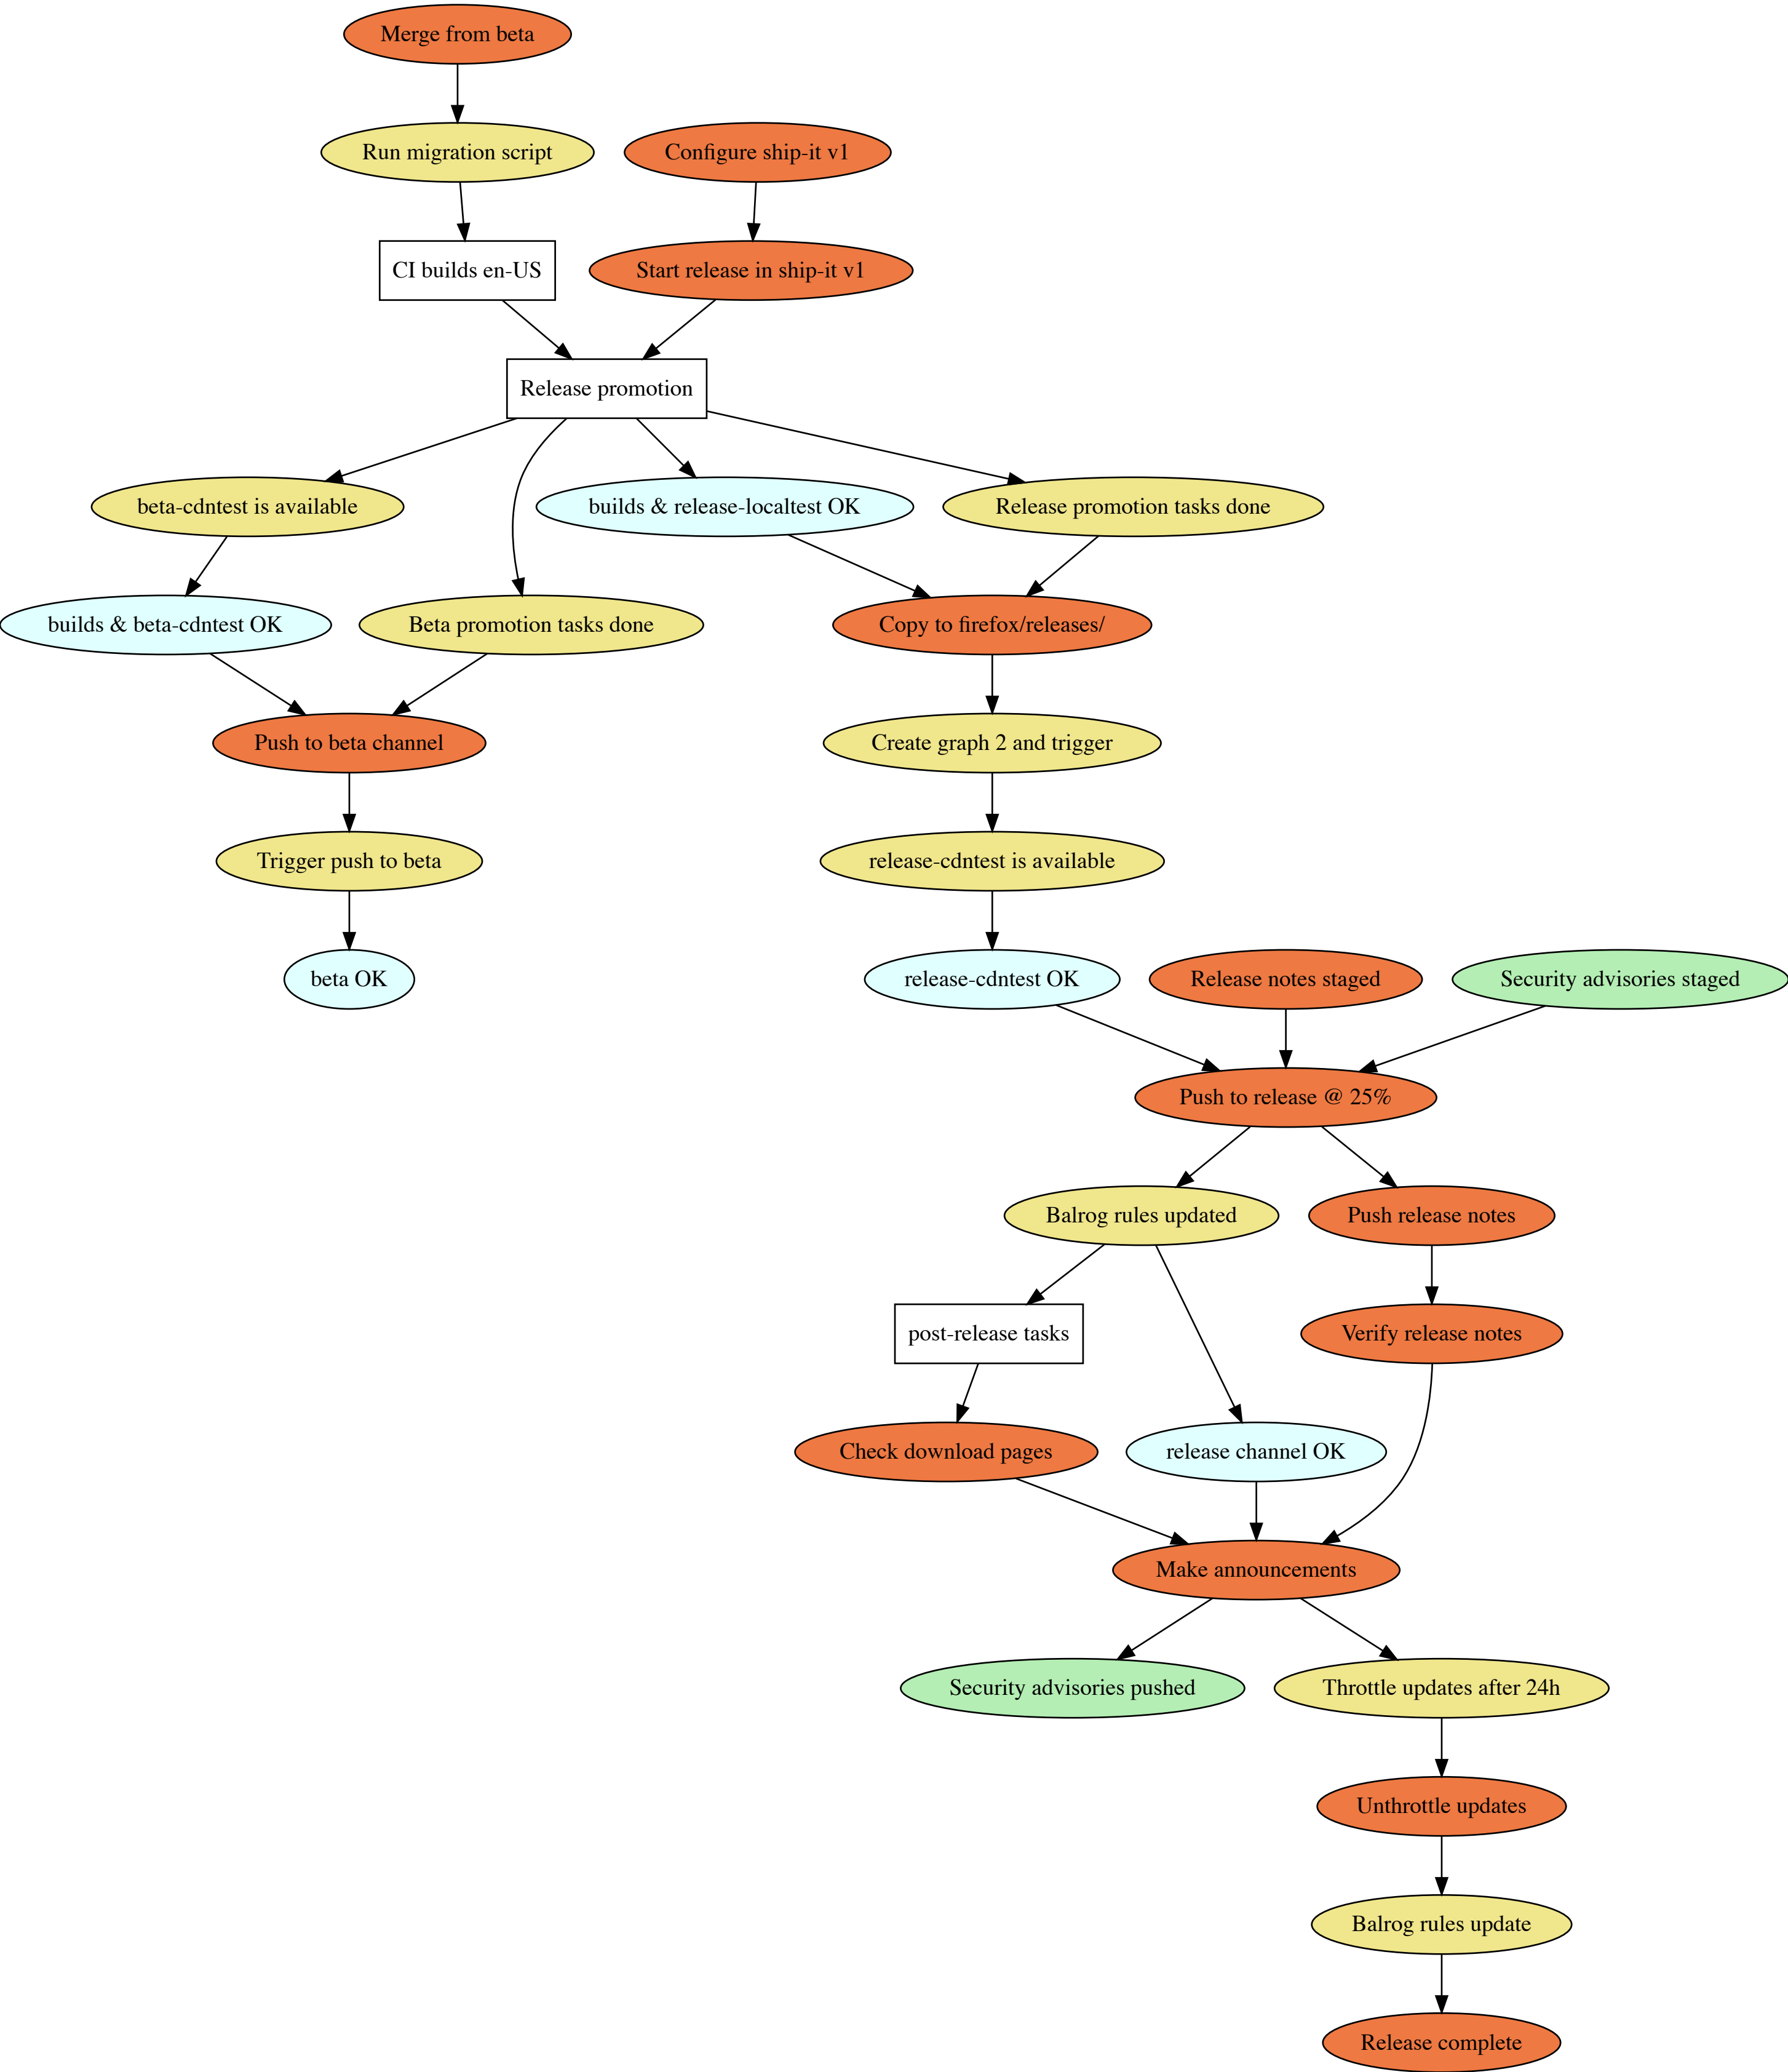 Merge from beta
Run migration script
Configure ship-it v1
CI builds en-US
Start release in ship-it v1
Release promotion
beta-cdntest is available
builds & release-localtest OK
Release promotion tasks done
builds & beta-cdntest OK
Beta promotion tasks done
Copy to firefox/releases/
Push to beta channel
Create graph 2 and trigger
Trigger push to beta
release-cdntest is available
beta OK
release-cdntest OK
Release notes staged
Security advisories staged
Push to release @ 25%
Balrog rules updated
Push release notes
post-release tasks
Verify release notes
Check download pages
release channel OK
Make announcements
Security advisories pushed
Throttle updates after 24h
Unthrottle updates
Balrog rules update
Release complete